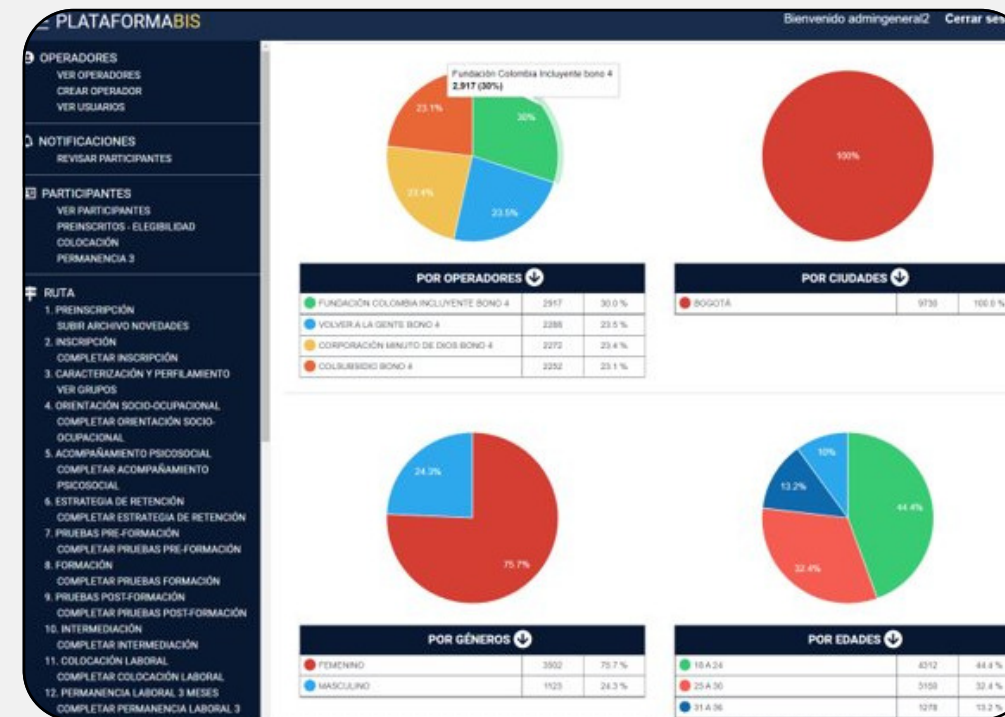 PLATAFORMABIS
Bienvenido admingeneral2 Cerrar ses
OPERADORES
VER OPERADORES
CREAR OPERADOR
VER USUARIOS
NOTIFICACIONES
REVISAR PARTICIPANTES
PARTICIPANTES
VER PARTICIPANTES
PREINSCRITOS - ELEGIBILIDAD
COLOCACIÓN
PERMANENCIA 3
RUTA
1. PREINSCRIPCIÓN
SUBIR ARCHIVO NOVEDADES
2. INSCRIPCIÓN
COMPLETAR INSCRIPCIÓN
3. CARACTERIZACIÓN Y PERFILAMIENTO
VER GRUPOS
4. ORIENTACIÓN SOCIO-OCUPACIONAL
COMPLETAR ORIENTACIÓN SOCIO-
OCUPACIONAL
5. ACOMPAÑAMIENTO PSICOSOCIAL
COMPLETAR ACOMPAÑAMIENTO
PSICOSOCIAL
6. ESTRATEGIA DE RETENCIÓN
COMPLETAR ESTRATEGIA DE RETENCIÓN
7. PRUEBAS PRE-FORMACIÓN
COMPLETAR PRUEBAS PRE-FORMACIÓN
8. FORMACIÓN
COMPLETAR PRUEBAS FORMACIÓN
9. PRUEBAS POST-FORMACIÓN
COMPLETAR PRUEBAS POST-FORMACIÓN
10. INTERMEDIACIÓN
COMPLETAR INTERMEDIACIÓN
11. COLOCACIÓN LABORAL
COMPLETAR COLOCACIÓN LABORAL
12. PERMANENCIA LABORAL 3 MESES
COMPLETAR PERMANENCIA LABORAL 3
Fundación Colombia Incluyente bono 4
2,917 (30%)
23.1%
30%
23.4%
23.5%
POR OPERADORES
FUNDACIÓN COLOMBIA INCLUYENTE BONO 4 2917 30.0 %
VOLVER A LA GENTE BONO 4 2288 23.5 %
CORPORACIÓN MINUTO DE DIOS BONO 4 2272 23.4 %
COLSUBSIDIO BONO 4 2252 23.1 %
100%
POR CIUDADES
BOGOTÁ 9730 100.0 %
24.3%
75.7%
POR GÉNEROS
FEMENINO 3502 75.7 %
MASCULINO 1123 24.3 %
10%
13.2%
44.4%
32.4%
POR EDADES
18 A 24 4312 44.4 %
25 A 30 3150 32.4 %
31 A 36 1278 13.2 %